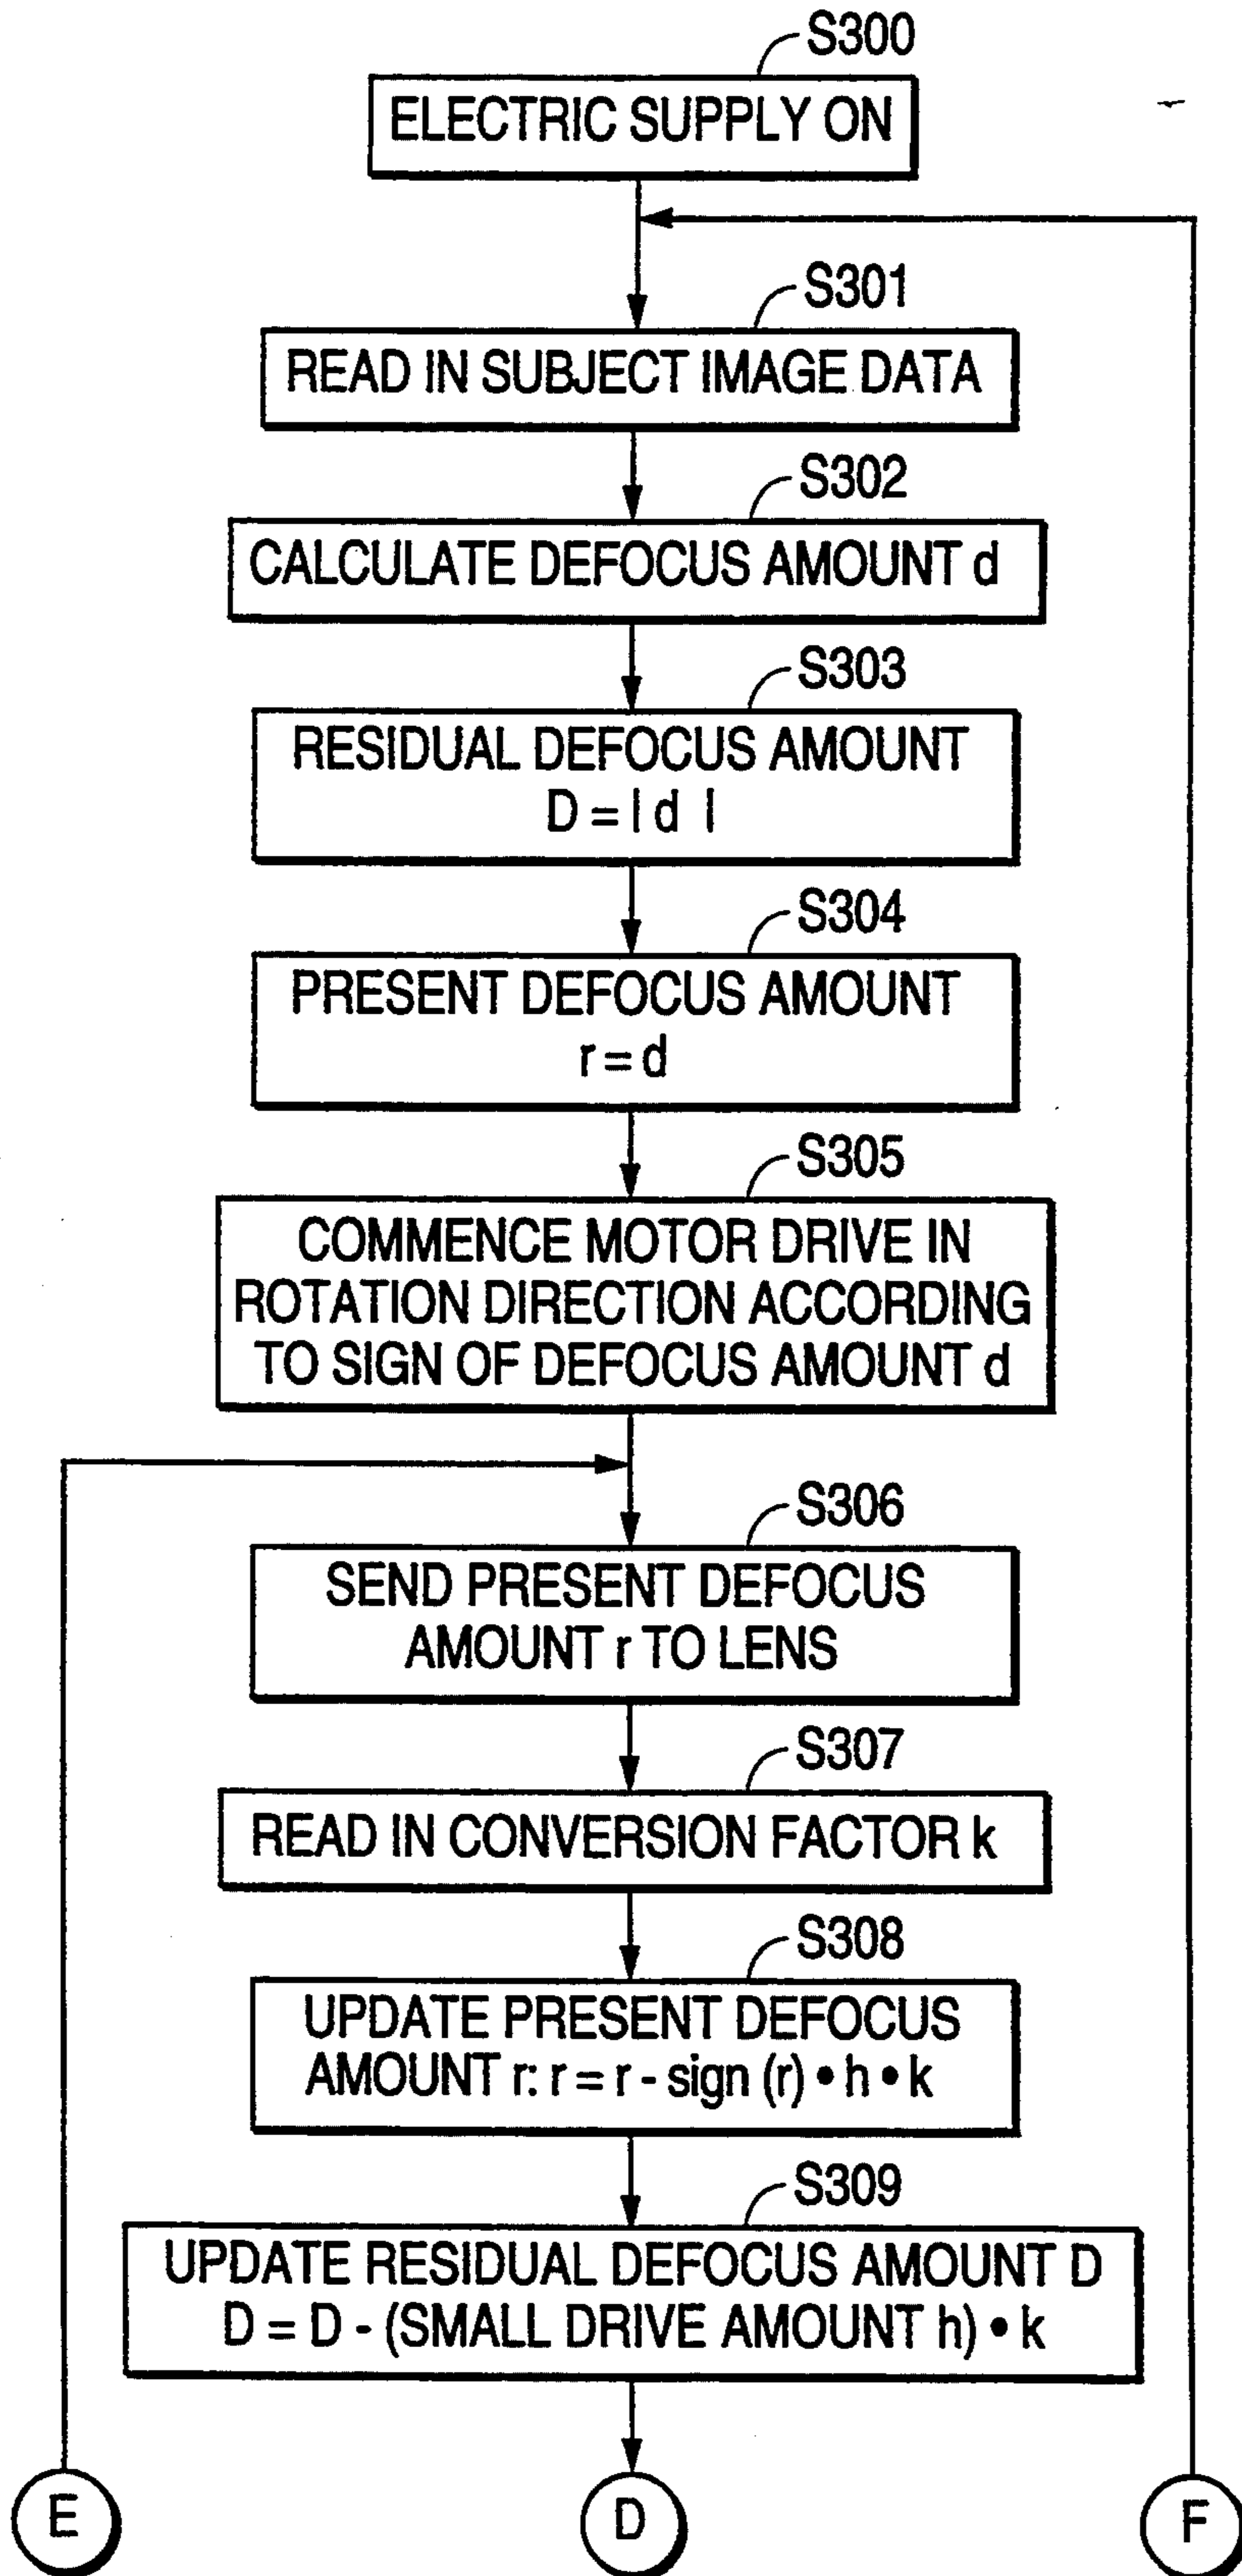 S300
ELECTRIC SUPPLY ON
S301
READ IN SUBJECT IMAGE DATA
S302
CALCULATE DEFOCUS AMOUNT d
S303
RESIDUAL DEFOCUS AMOUNT
D = | d |
S304
PRESENT DEFOCUS AMOUNT
r = d
S305
COMMENCE MOTOR DRIVE IN
ROTATION DIRECTION ACCORDING
TO SIGN OF DEFOCUS AMOUNT d
S306
SEND PRESENT DEFOCUS
AMOUNT r TO LENS
S307
READ IN CONVERSION FACTOR k
S308
UPDATE PRESENT DEFOCUS
AMOUNT r: r = r - sign (r) • h • k
S309
UPDATE RESIDUAL DEFOCUS AMOUNT D
D = D - (SMALL DRIVE AMOUNT h) • k
E
D
F